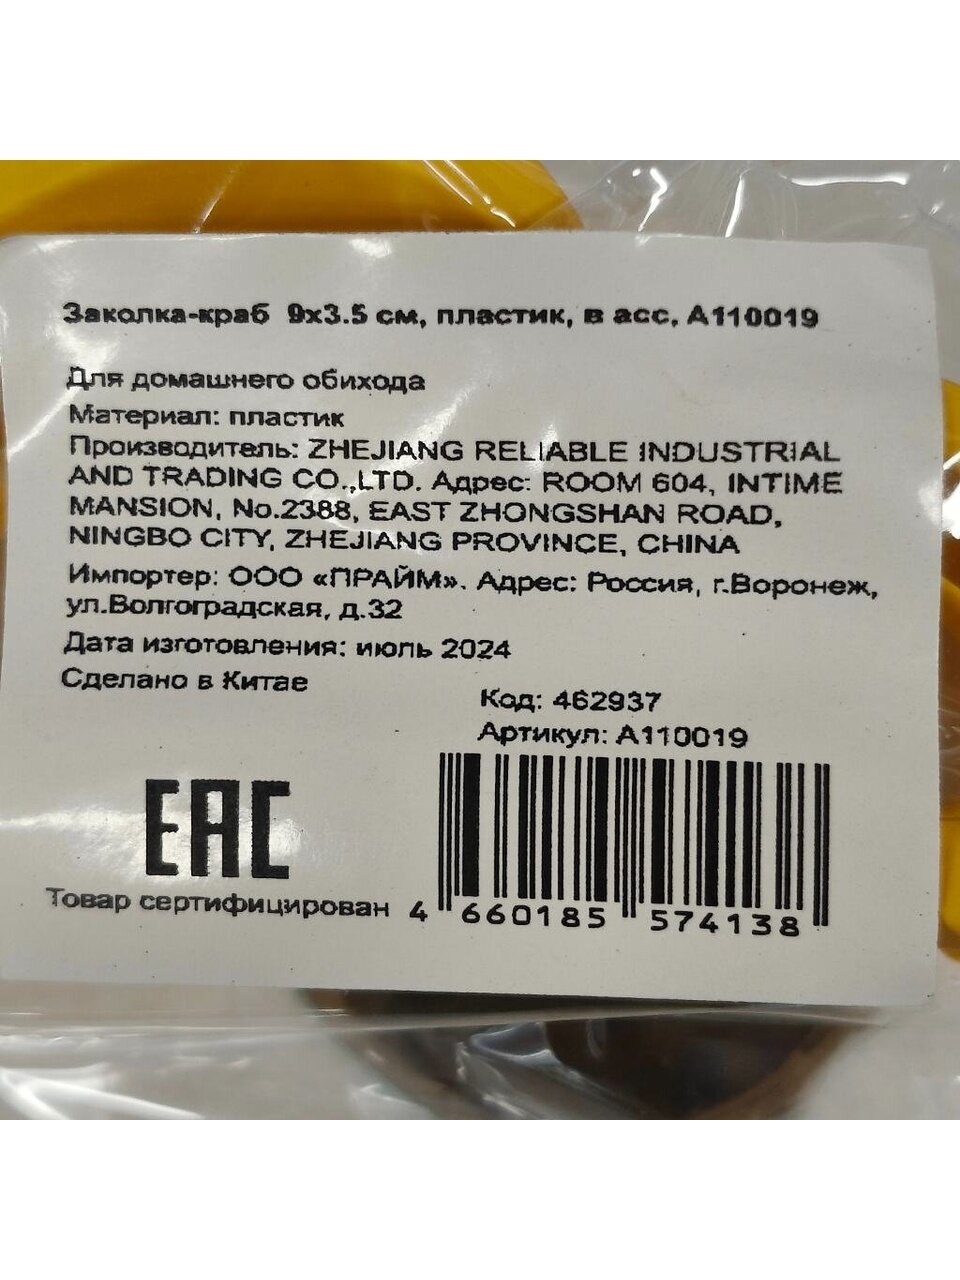 Заколка-краб 9х3.5 см, пластик, в асс, А110019
Для домашнего обихода
Материал: пластик
Производитель: ZHEJIANG RELIABLE INDUSTRIAL
AND TRADING CO.,LTD. Адрес: ROOM 604, INTIME
MANSION, No.2388, EAST ZHONGSHAN ROAD,
NINGBO CITY, ZHEJIANG PROVINCE, CHINA
Импортер: ООО «ПРАЙМ». Адрес: Россия, г.Воронеж,
ул.Волгоградская, д.32
Дата изготовления: июль 2024
Сделано в Китае
Код: 462937
Артикул: А110019
EAC
Товар сертифицирован
4 660185 574138